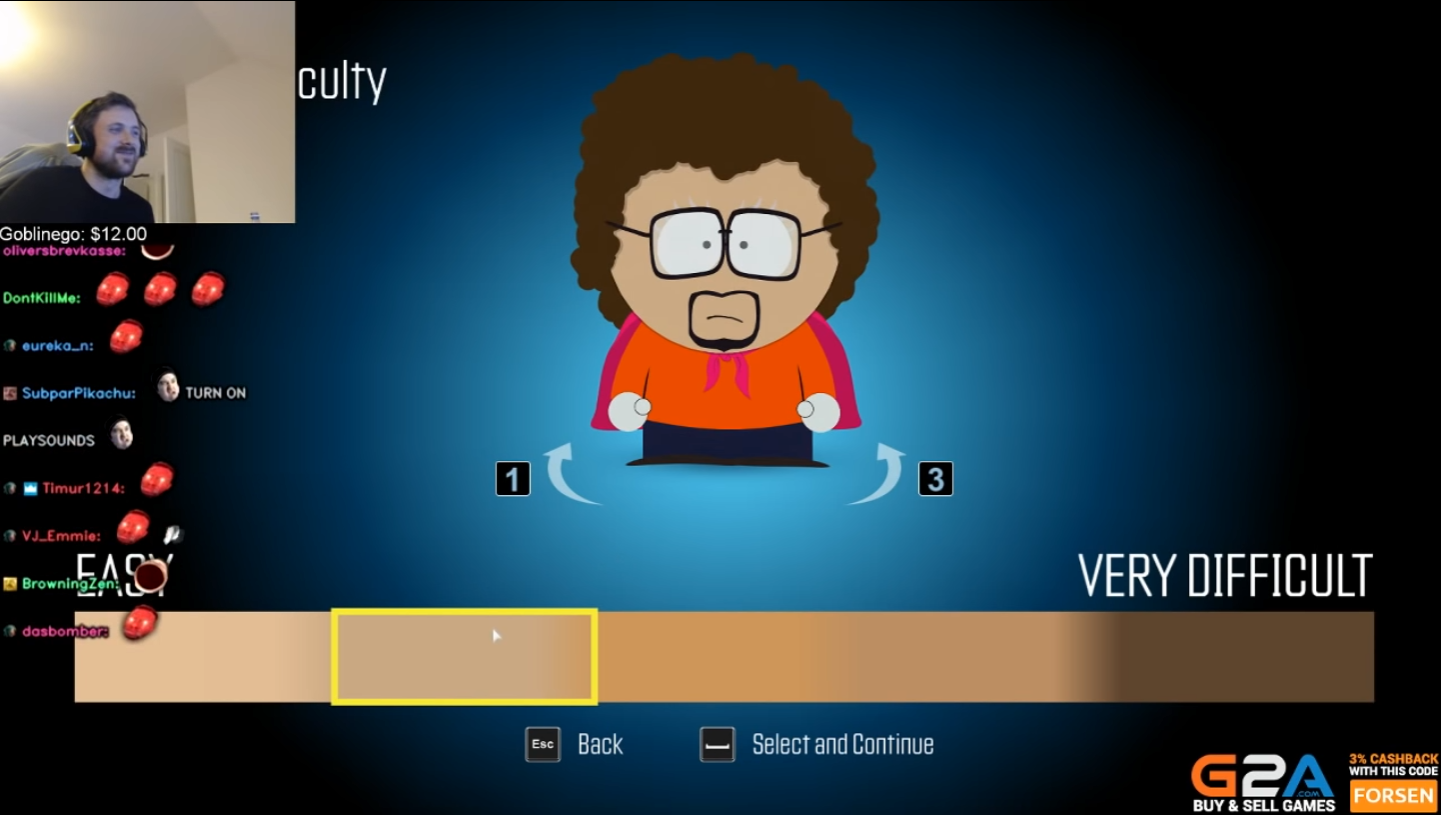 culty
Goblinego: $12.00
oliversbrevkasse:
DontKillMe:
eureka_n:
SubparPikachu: TURN ON
PLAYSOUNDS
Timur1214:
VJ_Emmie:
BrowningZen:
dasbomber:
1
3
EASY
VERY DIFFICULT
Esc Back
Select and Continue
G2A
.COM
BUY & SELL GAMES
3% CASHBACK
WITH THIS CODE
FORSEN